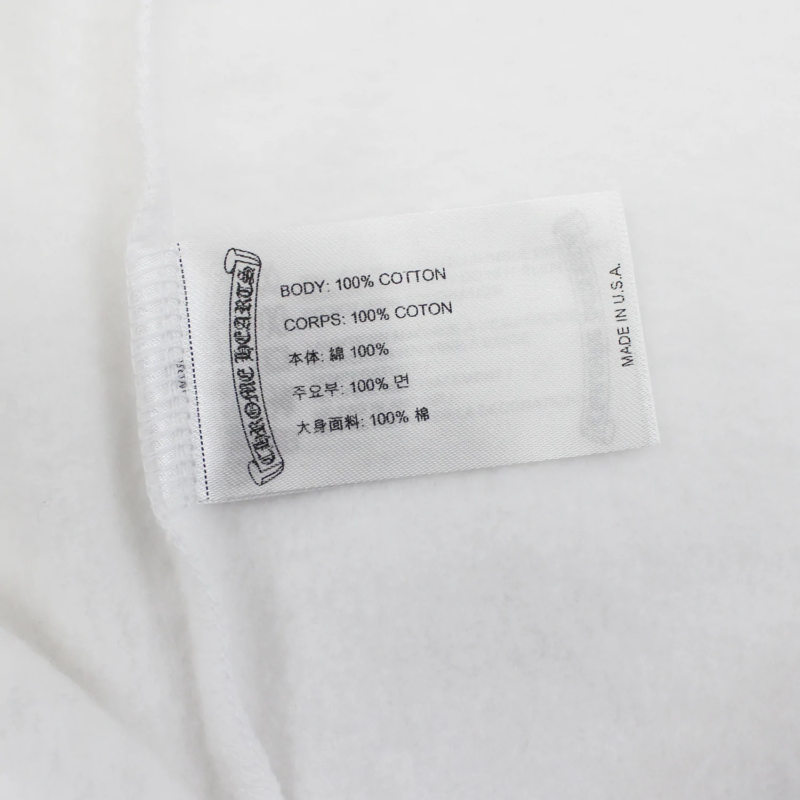 CHROME HEARTS
BODY: 100% COTTON
CORPS: 100% COTON
本体: 綿 100%
주요부: 100% 면
大身面料: 100% 棉
MADE IN U.S.A.